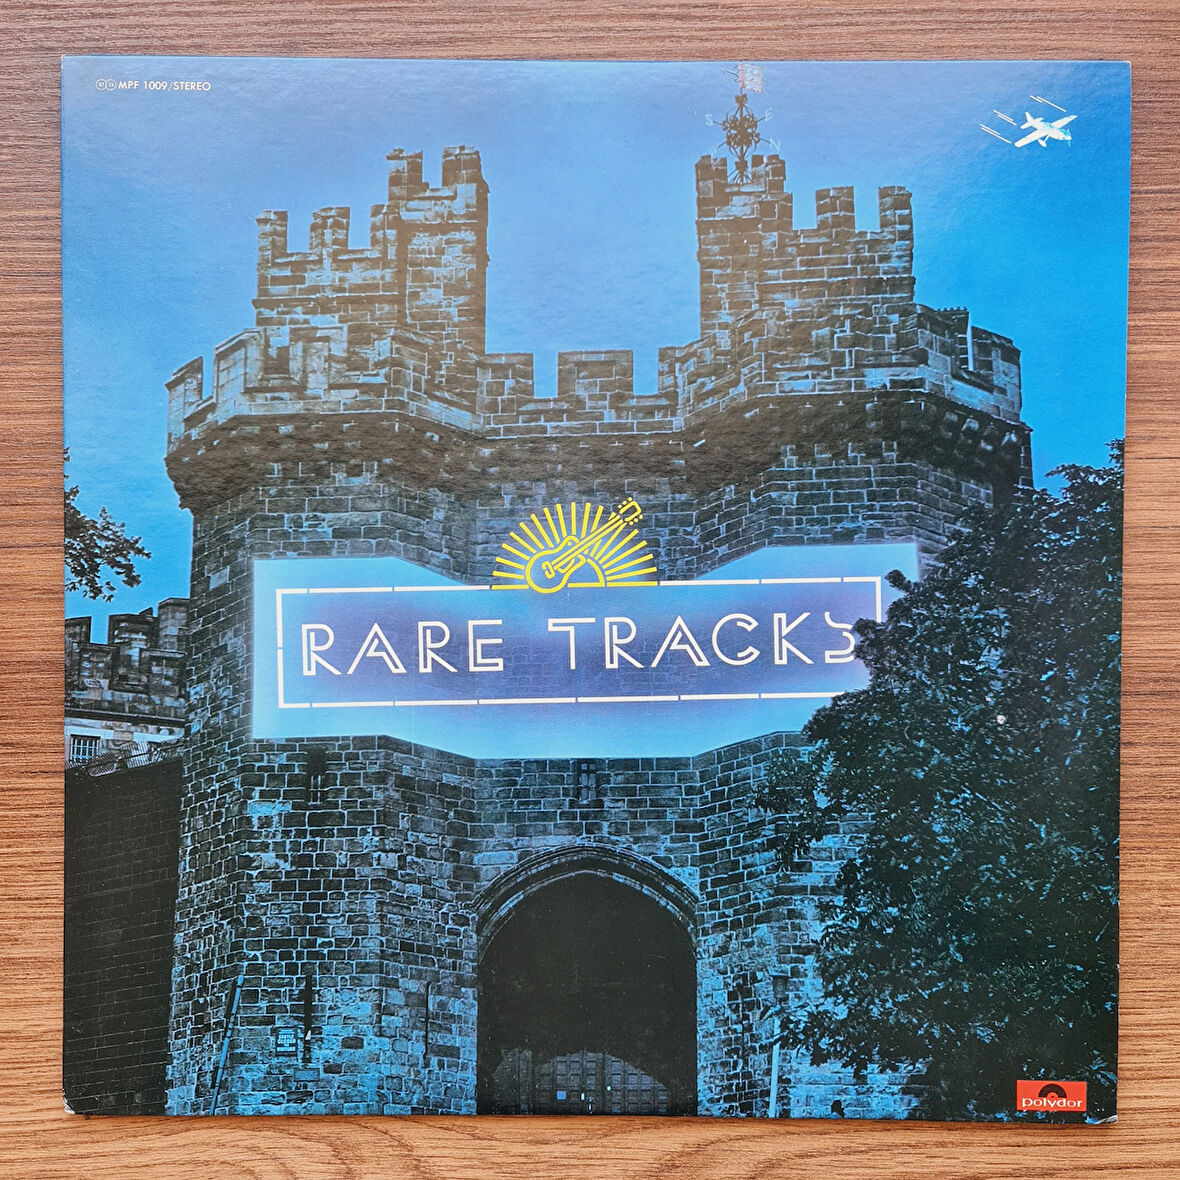 MPF 1009/STEREO
S E
N
RARE TRACKS
polydor